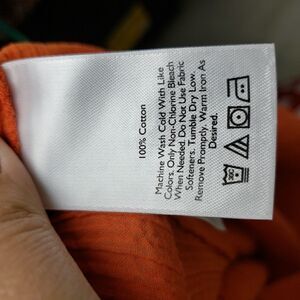 100% Cotton
Machine Wash Cold With Like
Colors. Only Non-Chlorine Bleach
When Needed. Do Not Use Fabric
Softeners. Tumble Dry Low.
Remove Promptly. Warm Iron As
Desired.